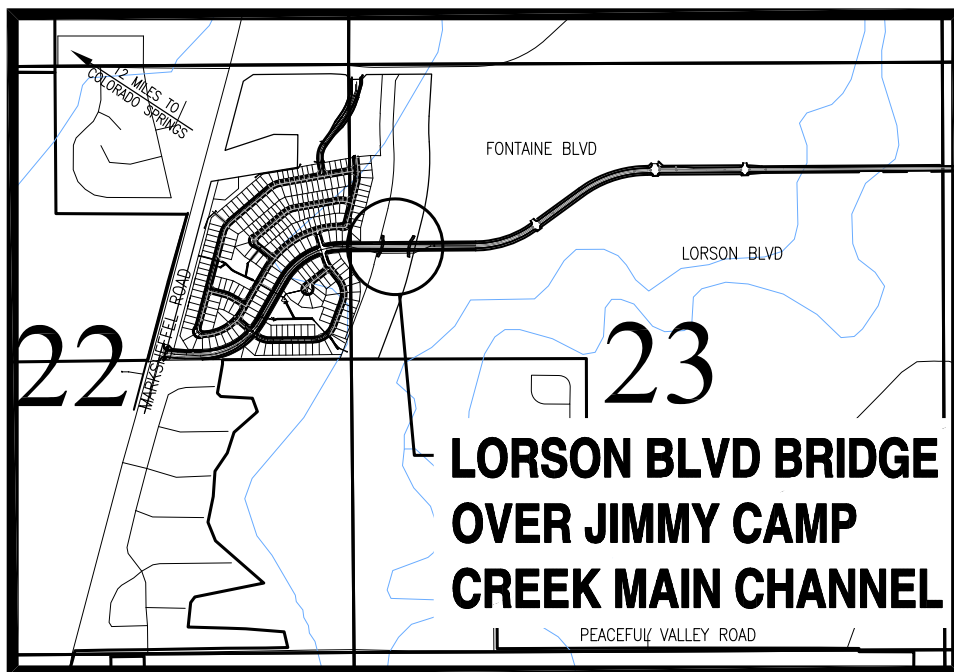 12 MILES TO
COLORADO SPRINGS
FONTAINE BLVD
LORSON BLVD
MARKSHEFFEL ROAD
22
23
LORSON BLVD BRIDGE
OVER JIMMY CAMP
CREEK MAIN CHANNEL
PEACEFUL VALLEY ROAD